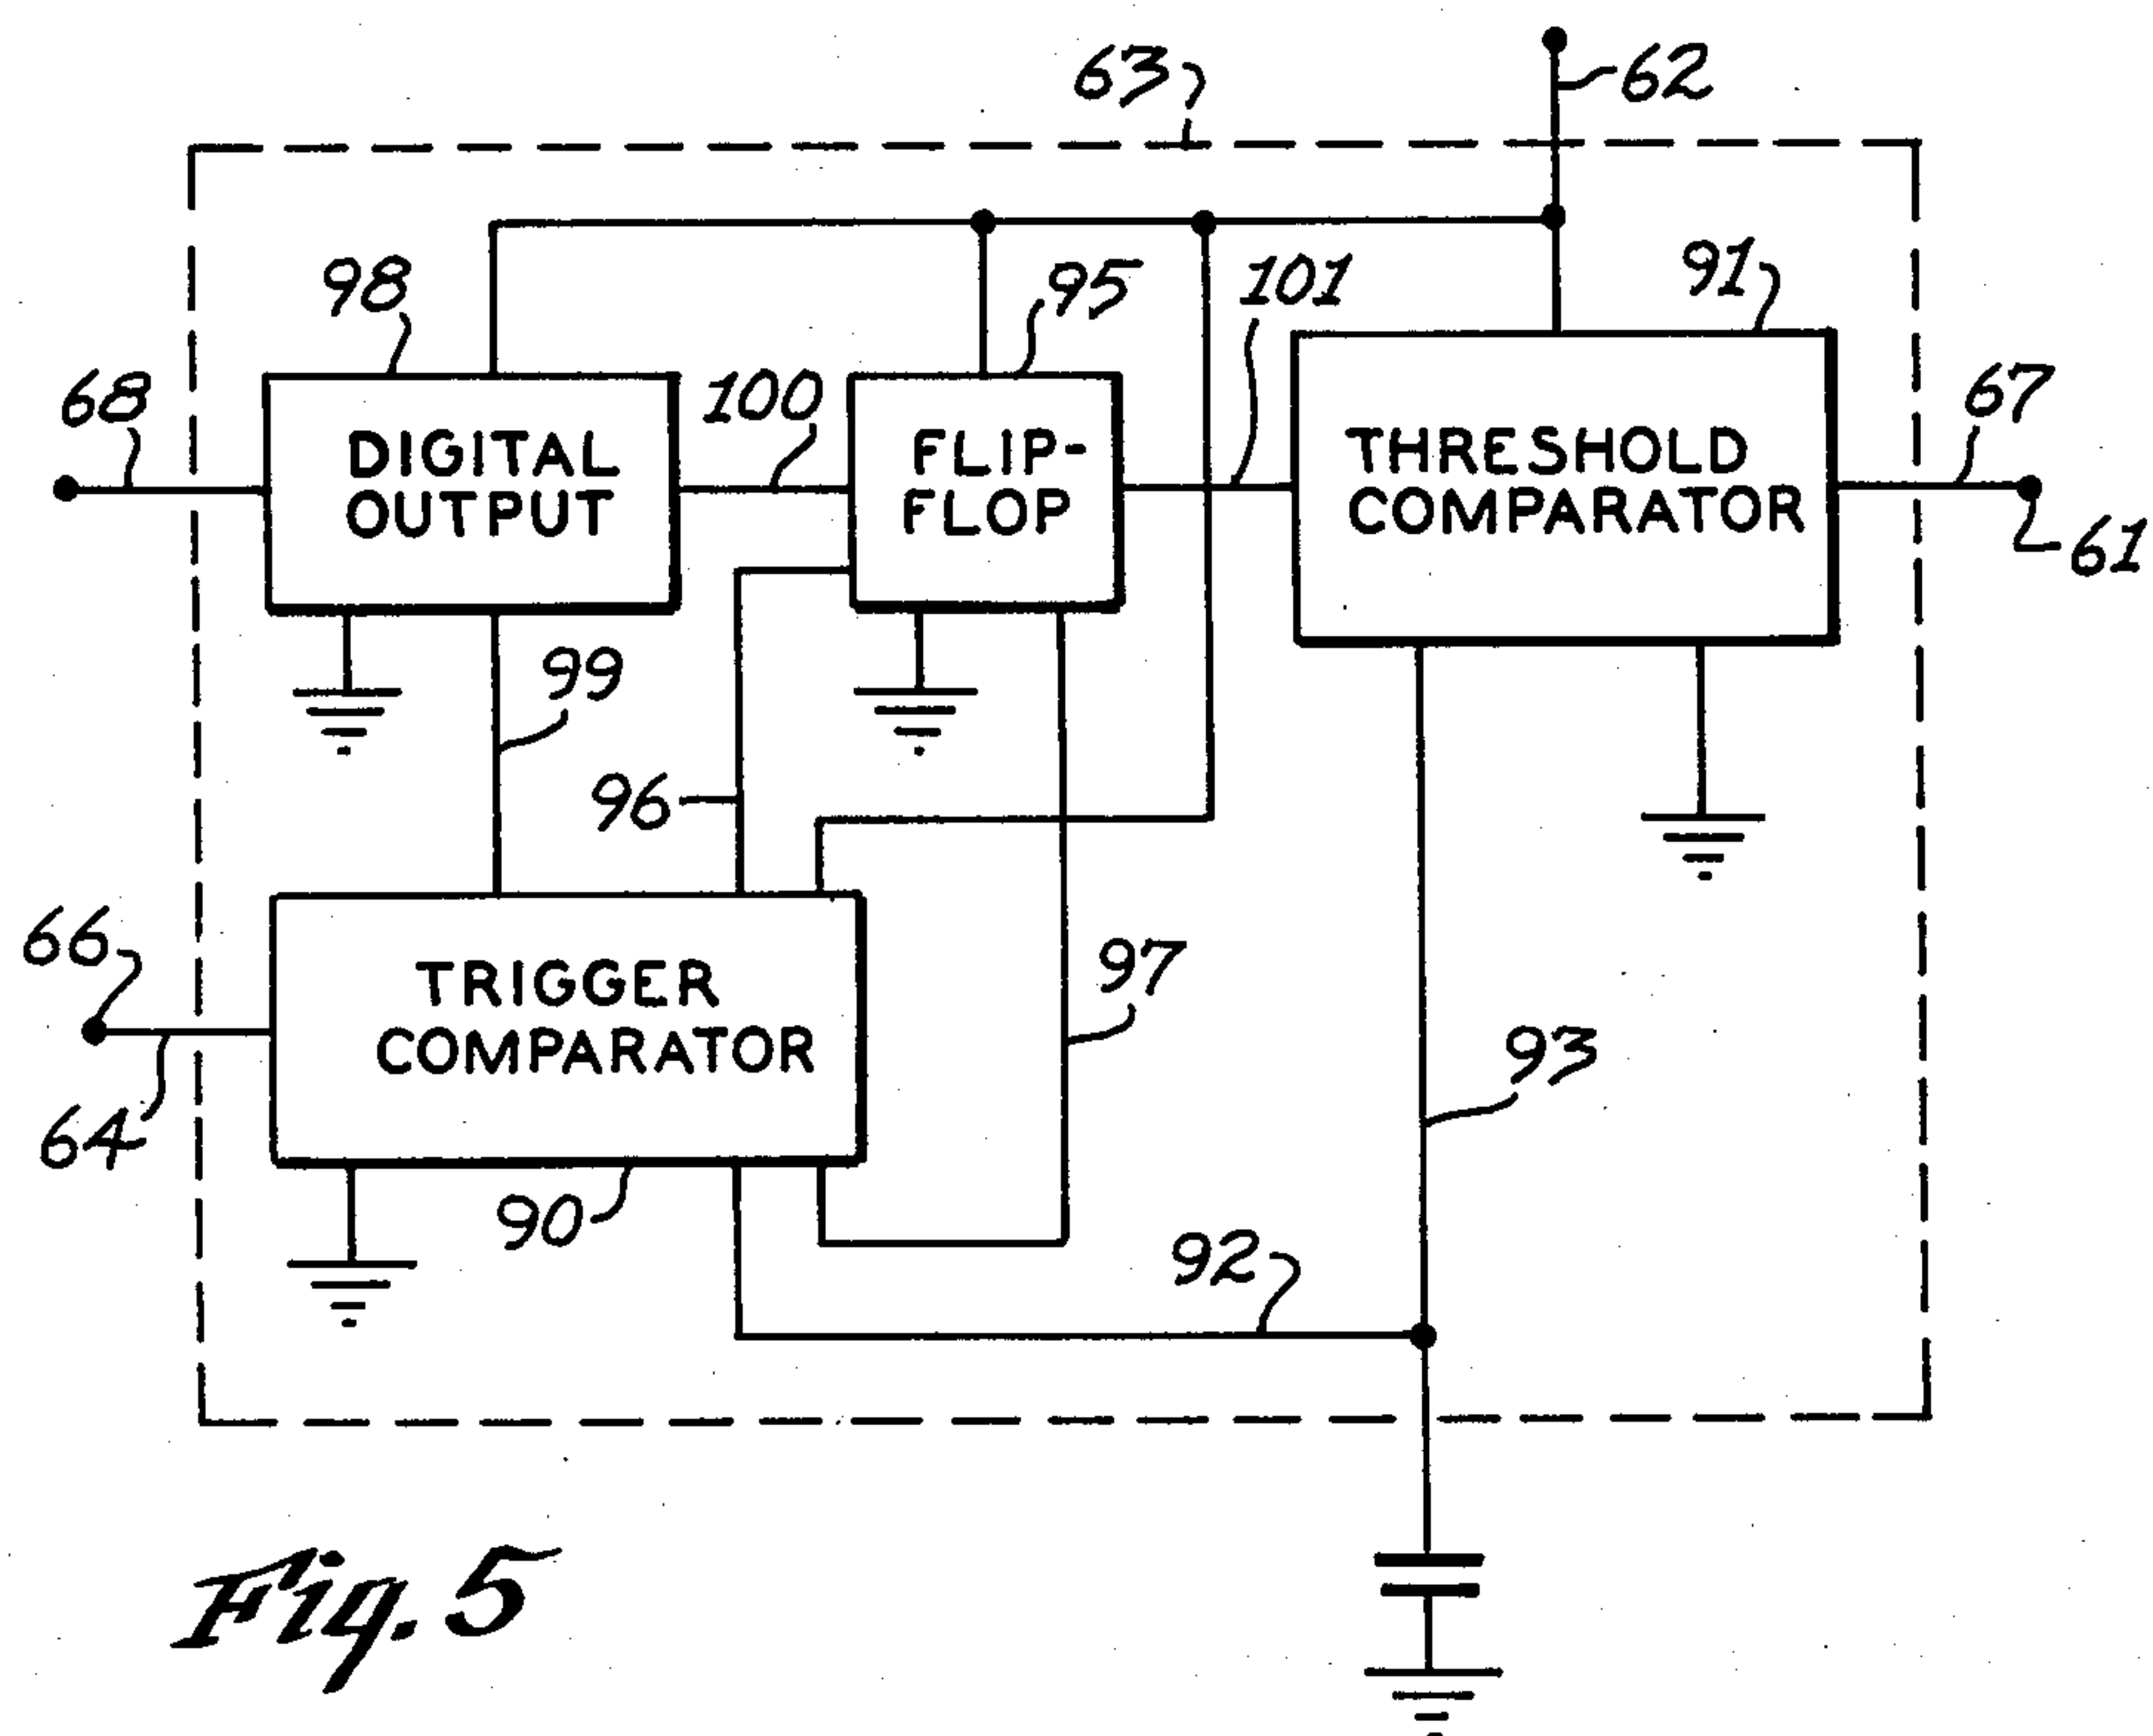 63
62
98
95
101
91
68
100
67
DIGITAL
OUTPUT
FLIP-
FLOP
THRESHOLD
COMPARATOR
61
99
96
66
TRIGGER
COMPARATOR
97
93
64
90
92
Fig. 5